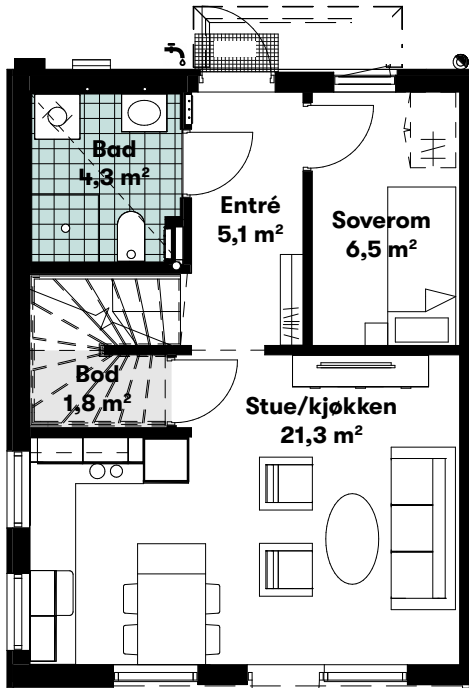 Bad
4,3 m²
Entré
5,1 m²
Soverom
6,5 m²
Bod
1,8 m²
Stue/kjøkken
21,3 m²